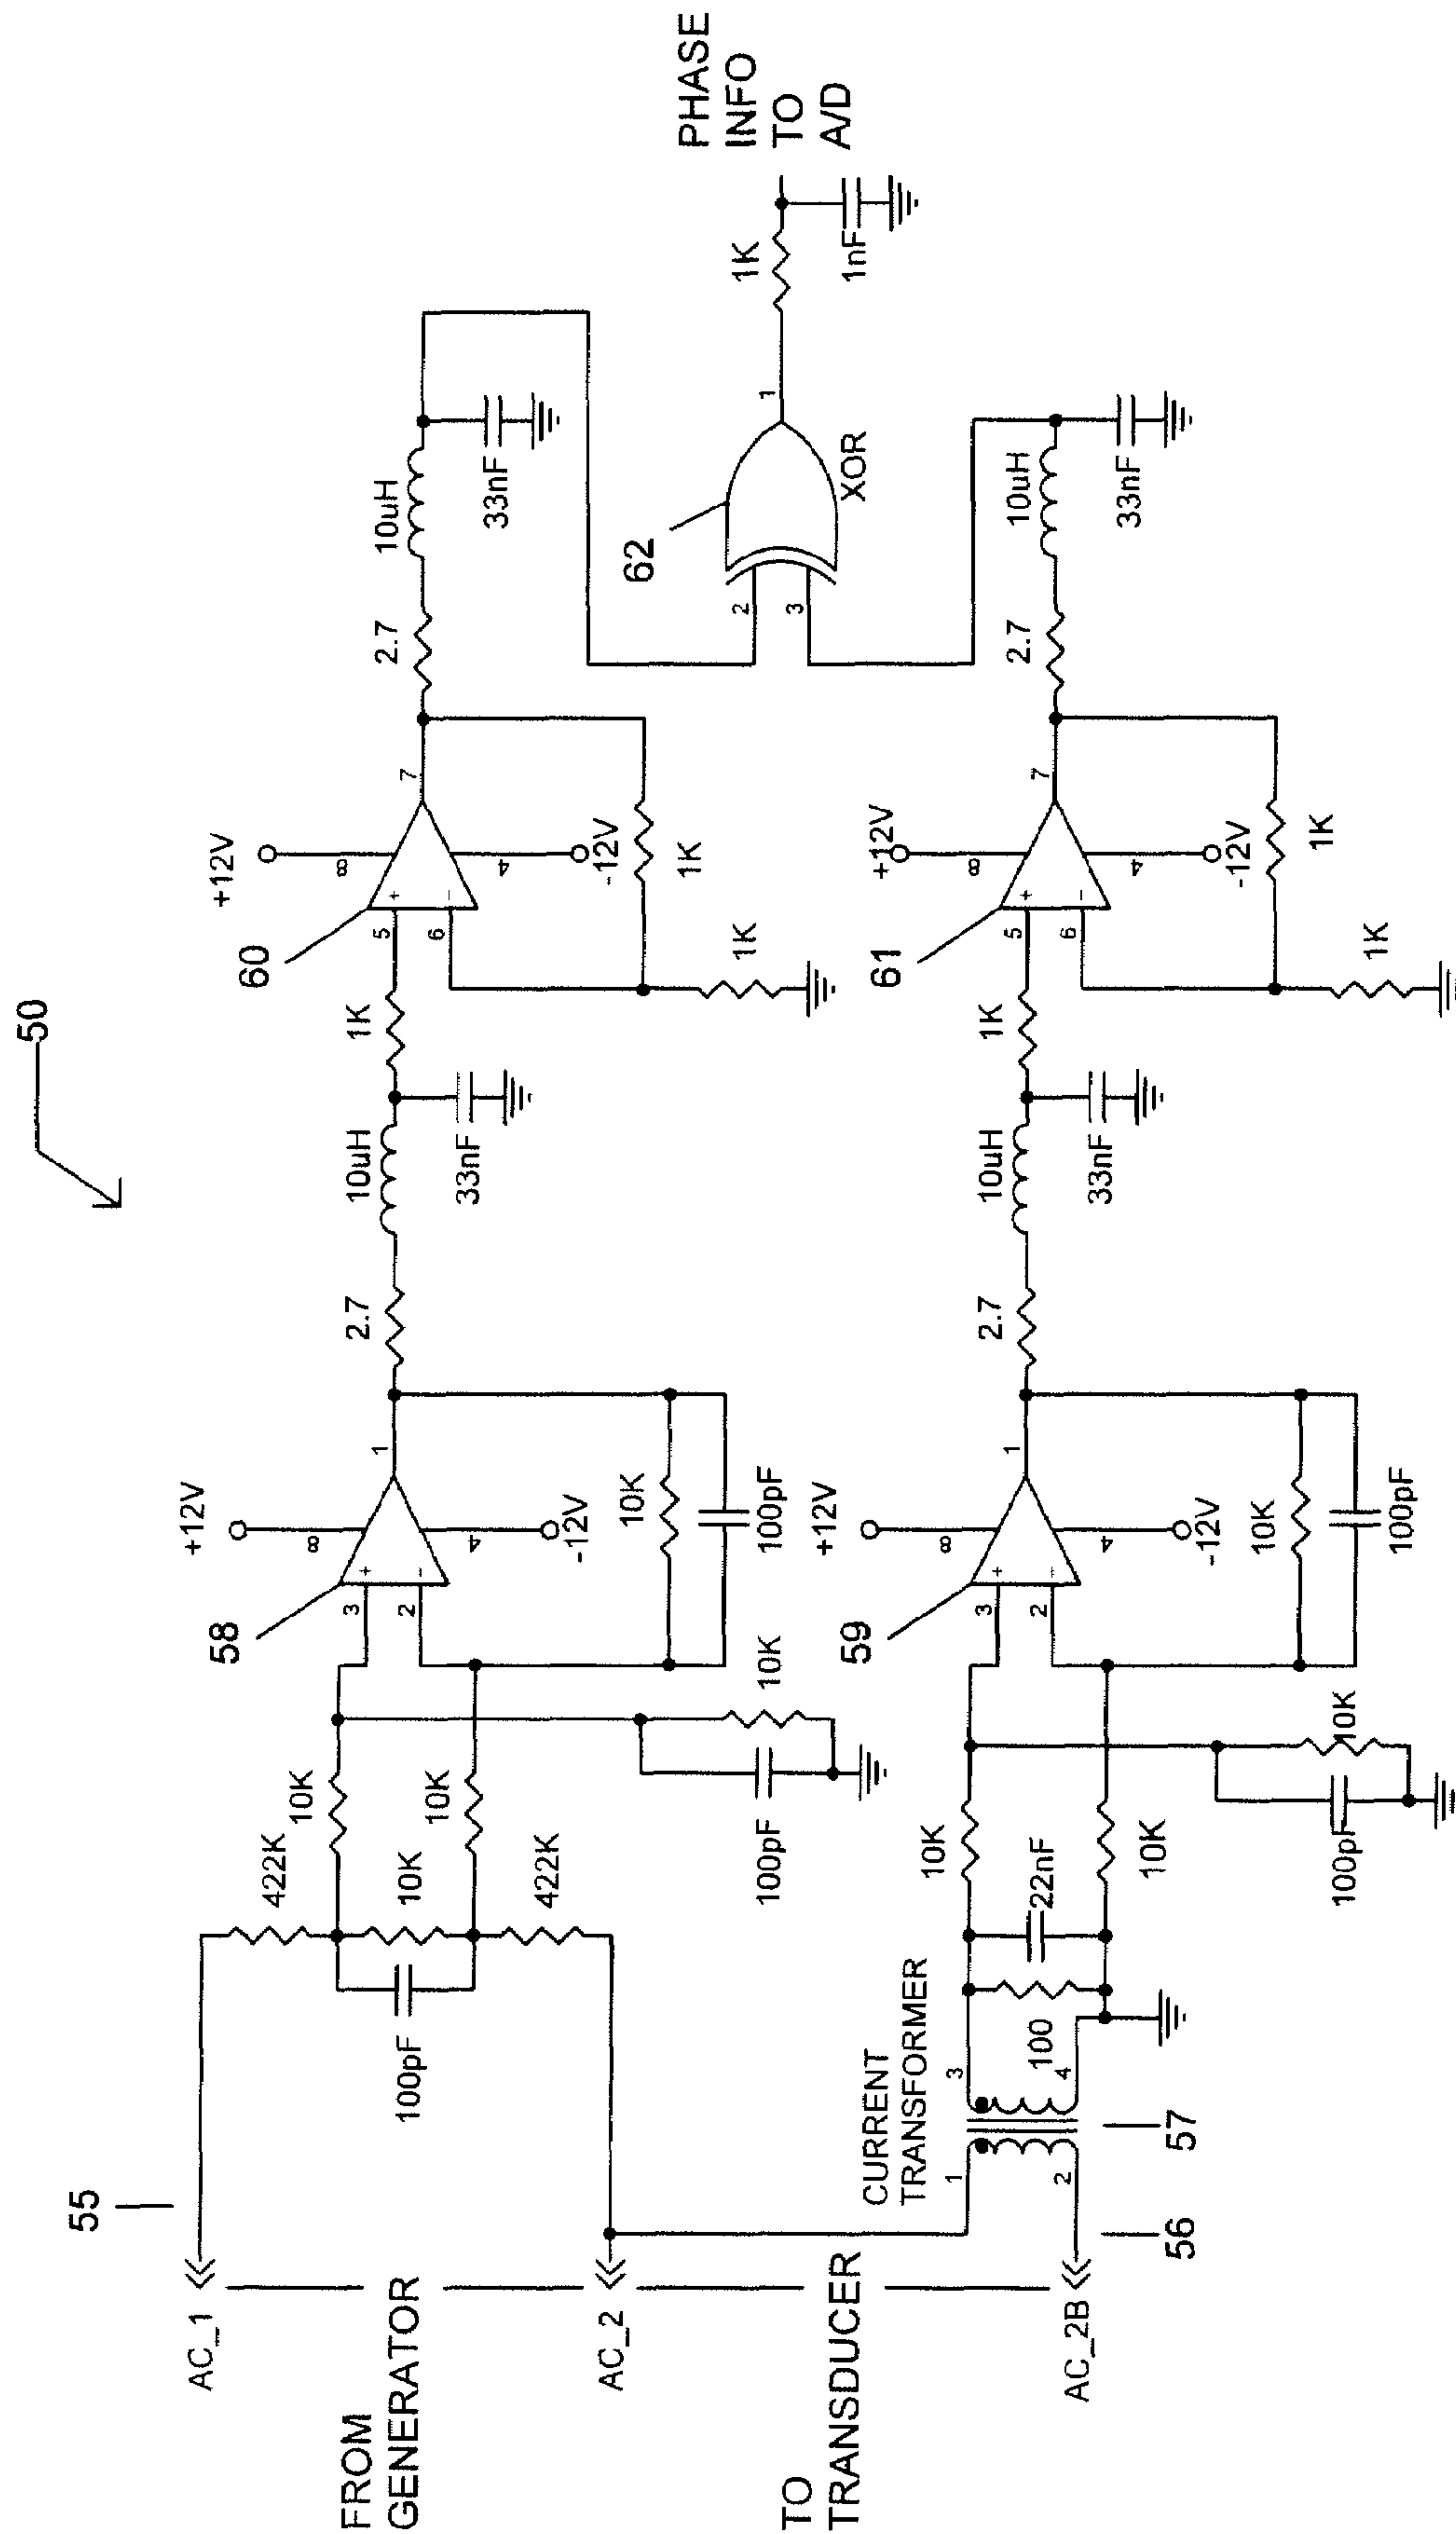 50
55
AC_1
FROM
GENERATOR
AC_2
TO
TRANSDUCER
AC_2B
56
57
CURRENT
TRANSFORMER
1
2
3
4
100
22nF
10K
10K
100pF
10K
422K
10K
422K
10K
10K
100pF
10K
58
3
2
+
-
1
8
4
+12V
-12V
10K
100pF
2.7
10uH
33nF
1K
60
5
6
+
-
7
8
4
+12V
-12V
1K
1K
2.7
10uH
33nF
100pF
10K
59
3
2
+
-
1
8
4
+12V
-12V
10K
100pF
2.7
10uH
33nF
1K
61
5
6
+
-
7
8
4
+12V
-12V
1K
1K
2.7
10uH
33nF
62
2
3
1
XOR
1K
1nF
PHASE
INFO
TO
A/D